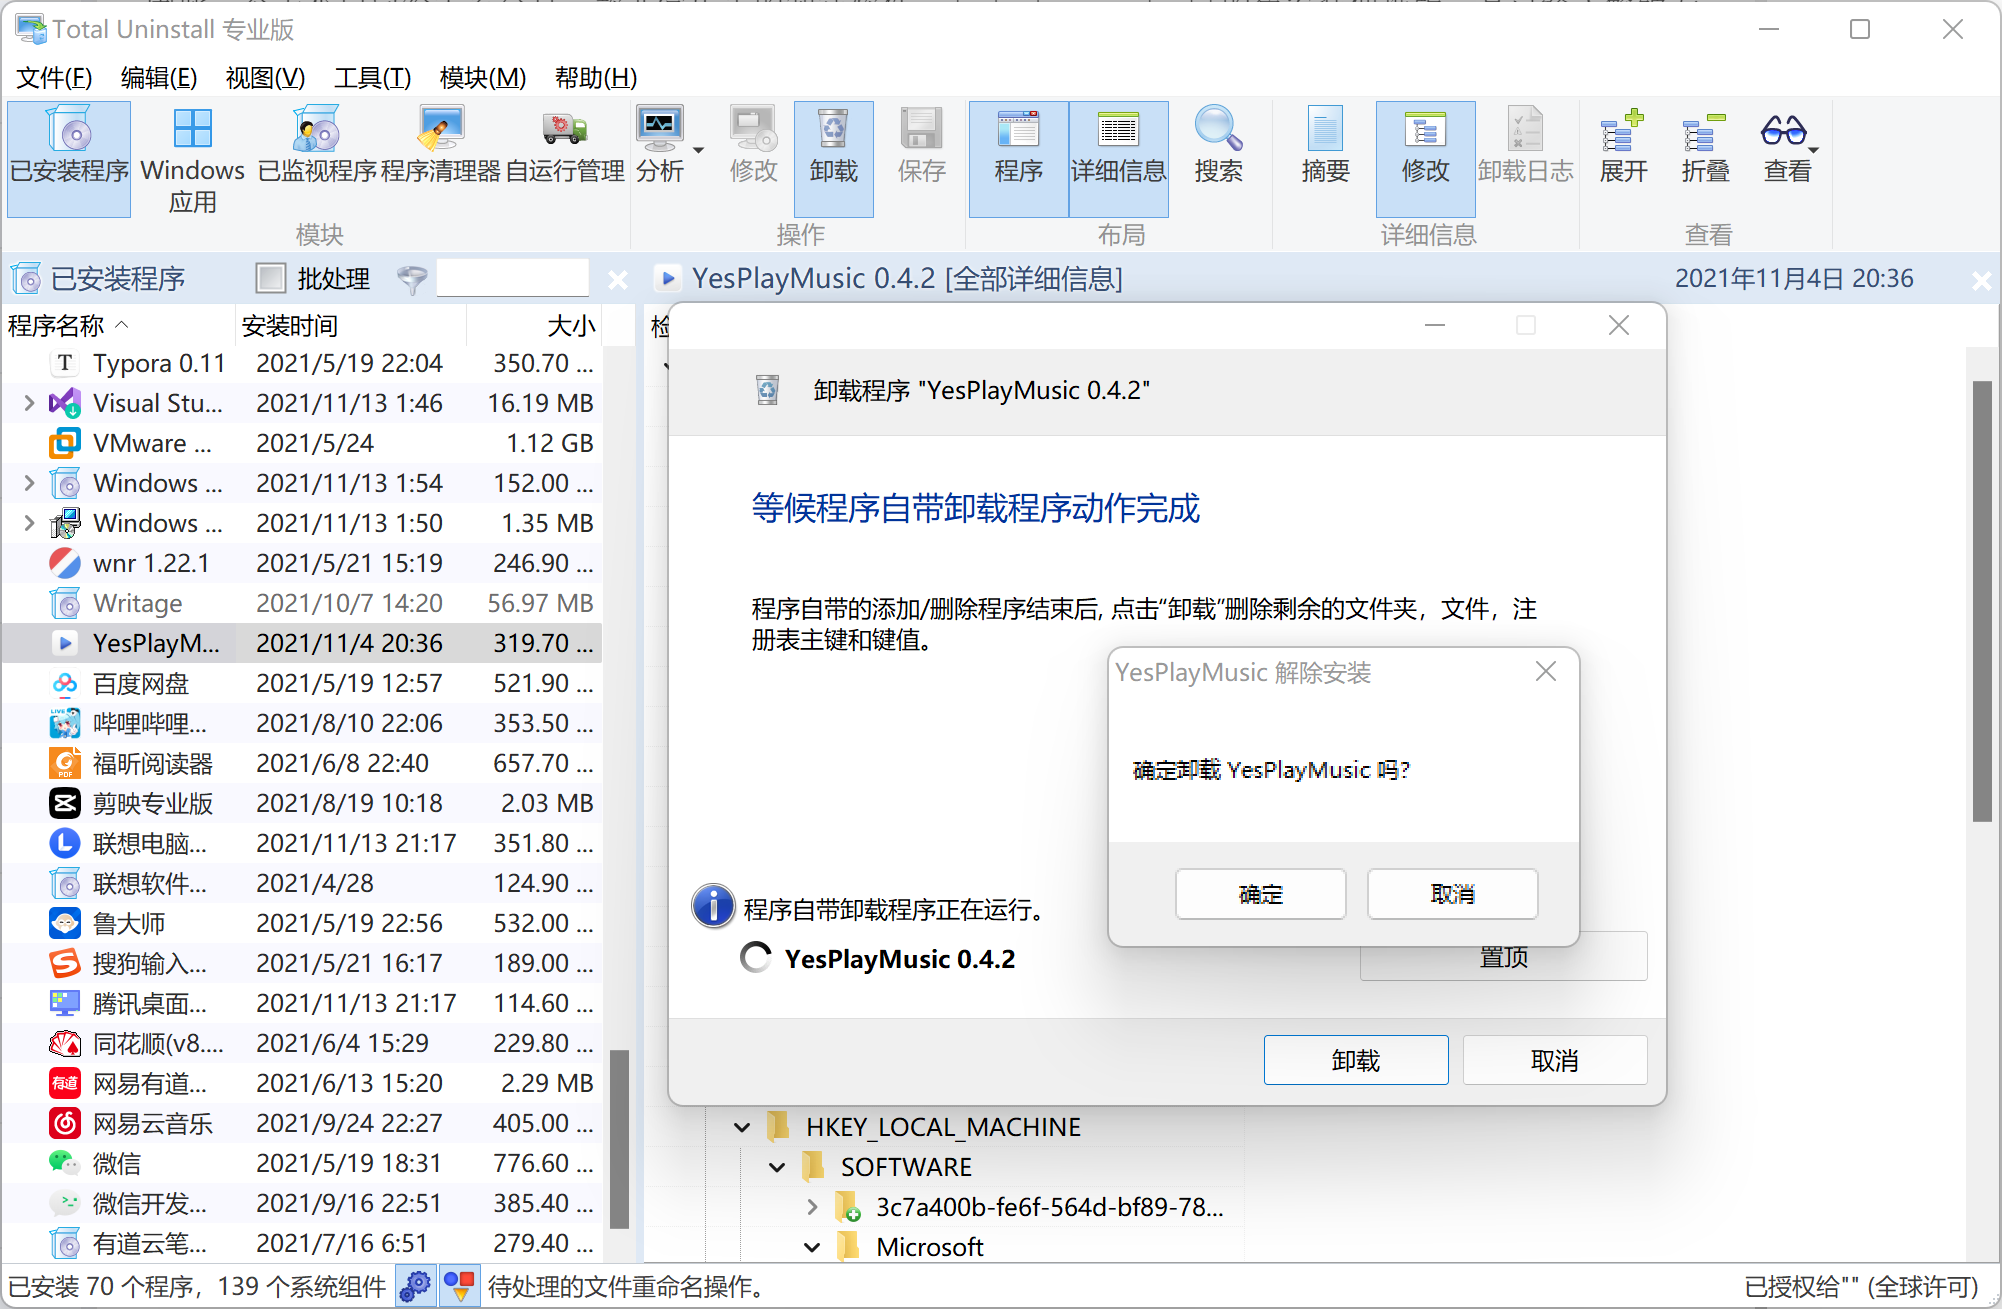 Total Uninstall 专业版
文件(F) 编辑(E) 视图(V) 工具(T) 模块(M) 帮助(H)
已安装程序 Windows 应用 已监视程序 程序清理器 自运行管理
模块
分析 修改 卸载 保存
操作
程序 详细信息 搜索
布局
摘要 修改 卸载日志
详细信息
展开 折叠 查看
查看
已安装程序 批处理
YesPlayMusic 0.4.2 [全部详细信息] 2021年11月4日 20:36
程序名称 安装时间 大小
Typora 0.11 2021/5/19 22:04 350.70 ...
Visual Stu... 2021/11/13 1:46 16.19 MB
VMware ... 2021/5/24 1.12 GB
Windows ... 2021/11/13 1:54 152.00 ...
Windows ... 2021/11/13 1:50 1.35 MB
wnr 1.22.1 2021/5/21 15:19 246.90 ...
Writage 2021/10/7 14:20 56.97 MB
YesPlayM... 2021/11/4 20:36 319.70 ...
百度网盘 2021/5/19 12:57 521.90 ...
哔哩哔哩... 2021/8/10 22:06 353.50 ...
福昕阅读器 2021/6/8 22:40 657.70 ...
剪映专业版 2021/8/19 10:18 2.03 MB
联想电脑... 2021/11/13 21:17 351.80 ...
联想软件... 2021/4/28 124.90 ...
鲁大师 2021/5/19 22:56 532.00 ...
搜狗输入... 2021/5/21 16:17 189.00 ...
腾讯桌面... 2021/11/13 21:17 114.60 ...
同花顺(v8.... 2021/6/4 15:29 229.80 ...
网易有道... 2021/6/13 15:20 2.29 MB
网易云音乐 2021/9/24 22:27 405.00 ...
微信 2021/5/19 18:31 776.60 ...
微信开发... 2021/9/16 22:51 385.40 ...
有道云笔... 2021/7/16 6:51 279.40 ...
卸载程序 "YesPlayMusic 0.4.2"
等候程序自带卸载程序动作完成
程序自带的添加/删除程序结束后, 点击“卸载”删除剩余的文件夹，文件，注
册表主键和键值。
YesPlayMusic 解除安装
确定卸载 YesPlayMusic 吗?
确定 取消
程序自带卸载程序正在运行。
YesPlayMusic 0.4.2
置顶
卸载 取消
HKEY_LOCAL_MACHINE
SOFTWARE
3c7a400b-fe6f-564d-bf89-78...
Microsoft
已安装 70 个程序，139 个系统组件 待处理的文件重命名操作。 已授权给"" (全球许可)